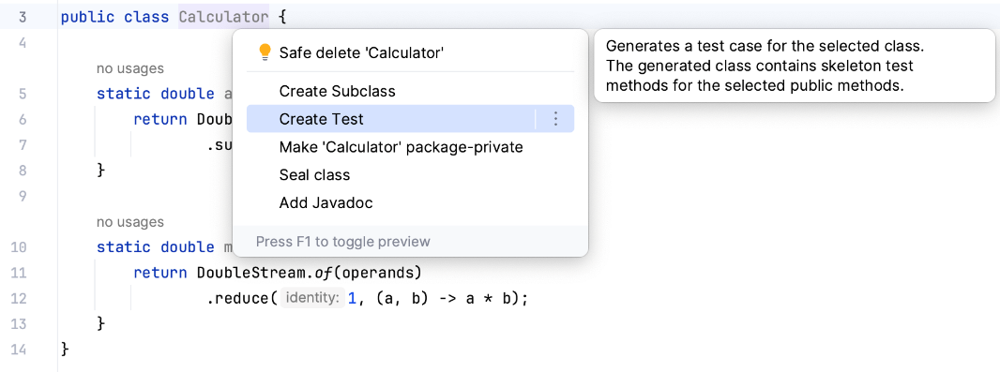 3 public class Calculator {
4
no usages
5 static double a
6 return Doub
7 .su
8 }
9
no usages
10 static double m
11 return DoubleStream.of(operands)
12 .reduce( identity: 1, (a, b) -> a * b);
13 }
14 }
Safe delete 'Calculator'
Create Subclass
Create Test
Make 'Calculator' package-private
Seal class
Add Javadoc
Press F1 to toggle preview
Generates a test case for the selected class.
The generated class contains skeleton test
methods for the selected public methods.